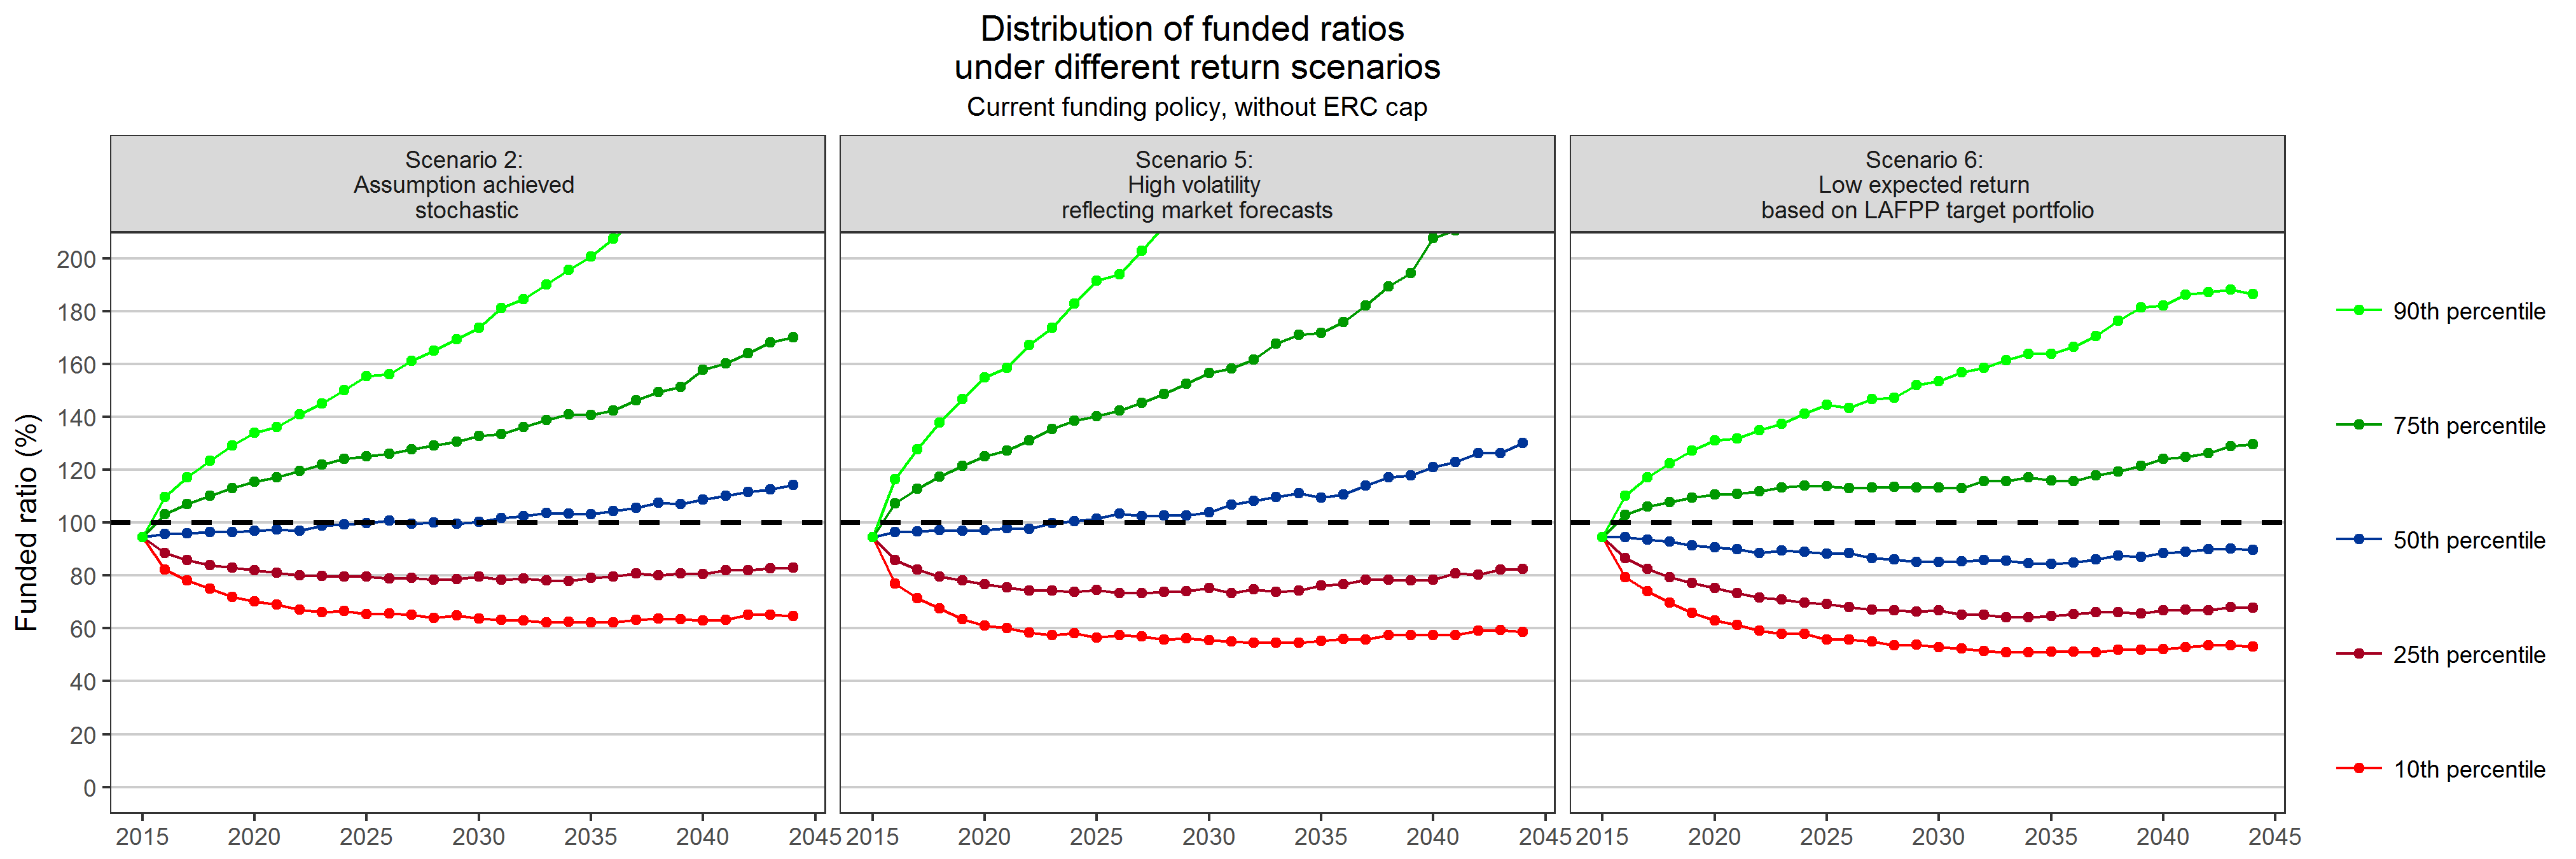 Distribution of funded ratios
under different return scenarios
Current funding policy, without ERC cap
Scenario 2:
Assumption achieved
stochastic
Scenario 5:
High volatility
reflecting market forecasts
Scenario 6:
Low expected return
based on LAFPP target portfolio
Funded ratio (%)
200
180
160
140
120
100
80
60
40
20
0
2015 2020 2025 2030 2035 2040 2045
2015 2020 2025 2030 2035 2040 2045
2015 2020 2025 2030 2035 2040 2045
90th percentile
75th percentile
50th percentile
25th percentile
10th percentile